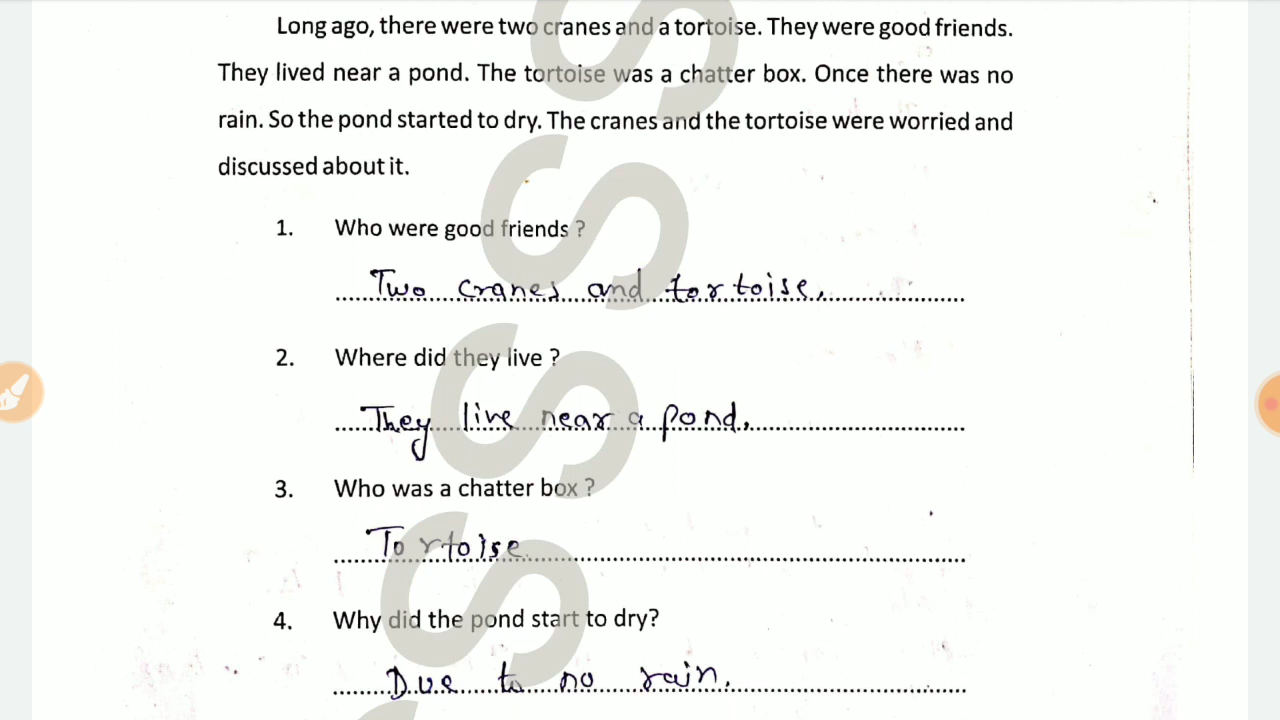 Long ago, there were two cranes and a tortoise. They were good friends.
They lived near a pond. The tortoise was a chatter box. Once there was no
rain. So the pond started to dry. The cranes and the tortoise were worried and
discussed about it.
1. Who were good friends ?
Two cranes and tortoise.
2. Where did they live ?
They live near a pond.
3. Who was a chatter box ?
Tortoise
4. Why did the pond start to dry?
Due to no rain.
SSSSS